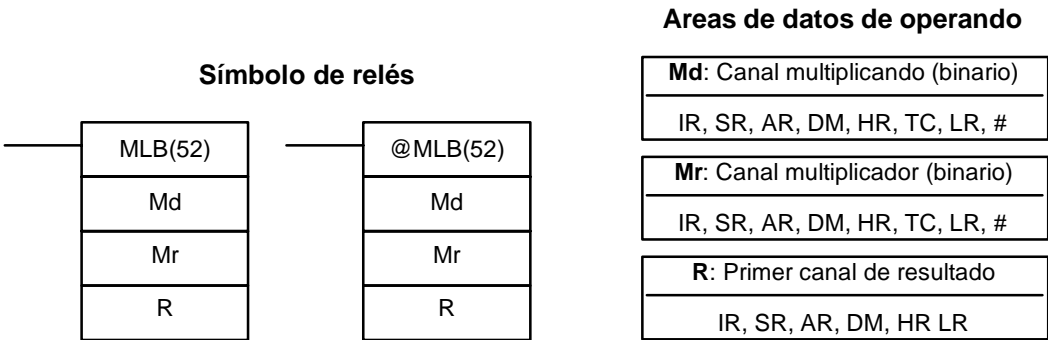 Areas de datos de operando
Símbolo de relés
MLB(52)
Md
Mr
R
@MLB(52)
Md
Mr
R
Md: Canal multiplicando (binario)
IR, SR, AR, DM, HR, TC, LR, #
Mr: Canal multiplicador (binario)
IR, SR, AR, DM, HR, TC, LR, #
R: Primer canal de resultado
IR, SR, AR, DM, HR LR